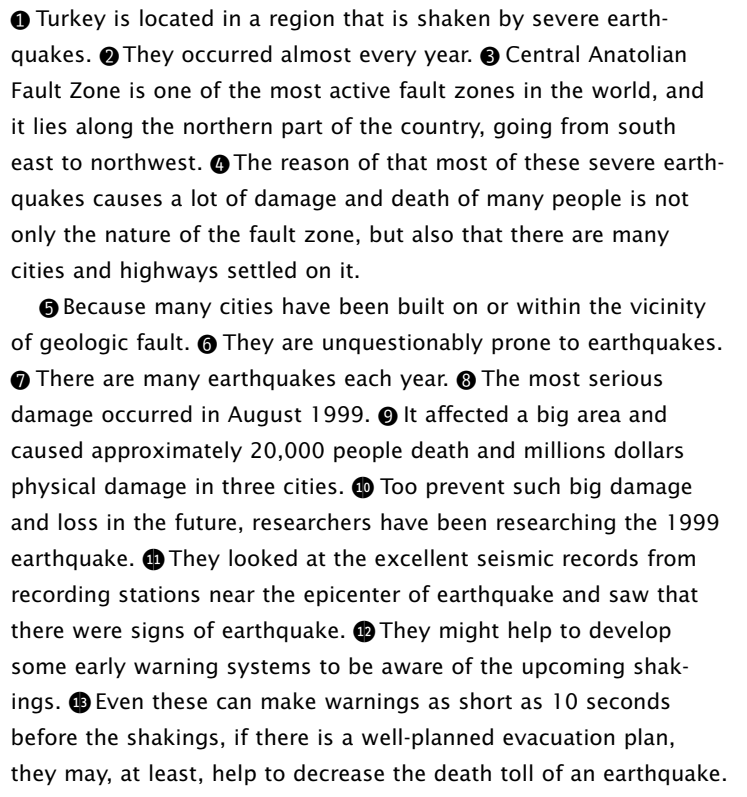 ❶ Turkey is located in a region that is shaken by severe earth-
quakes. ❷ They occurred almost every year. ❸ Central Anatolian
Fault Zone is one of the most active fault zones in the world, and
it lies along the northern part of the country, going from south
east to northwest. ❹ The reason of that most of these severe earth-
quakes causes a lot of damage and death of many people is not
only the nature of the fault zone, but also that there are many
cities and highways settled on it.
❺ Because many cities have been built on or within the vicinity
of geologic fault. ❻ They are unquestionably prone to earthquakes.
❼ There are many earthquakes each year. ❽ The most serious
damage occurred in August 1999. ❾ It affected a big area and
caused approximately 20,000 people death and millions dollars
physical damage in three cities. ❿ Too prevent such big damage
and loss in the future, researchers have been researching the 1999
earthquake. ⓫ They looked at the excellent seismic records from
recording stations near the epicenter of earthquake and saw that
there were signs of earthquake. ⓬ They might help to develop
some early warning systems to be aware of the upcoming shak-
ings. ⓭ Even these can make warnings as short as 10 seconds
before the shakings, if there is a well-planned evacuation plan,
they may, at least, help to decrease the death toll of an earthquake.